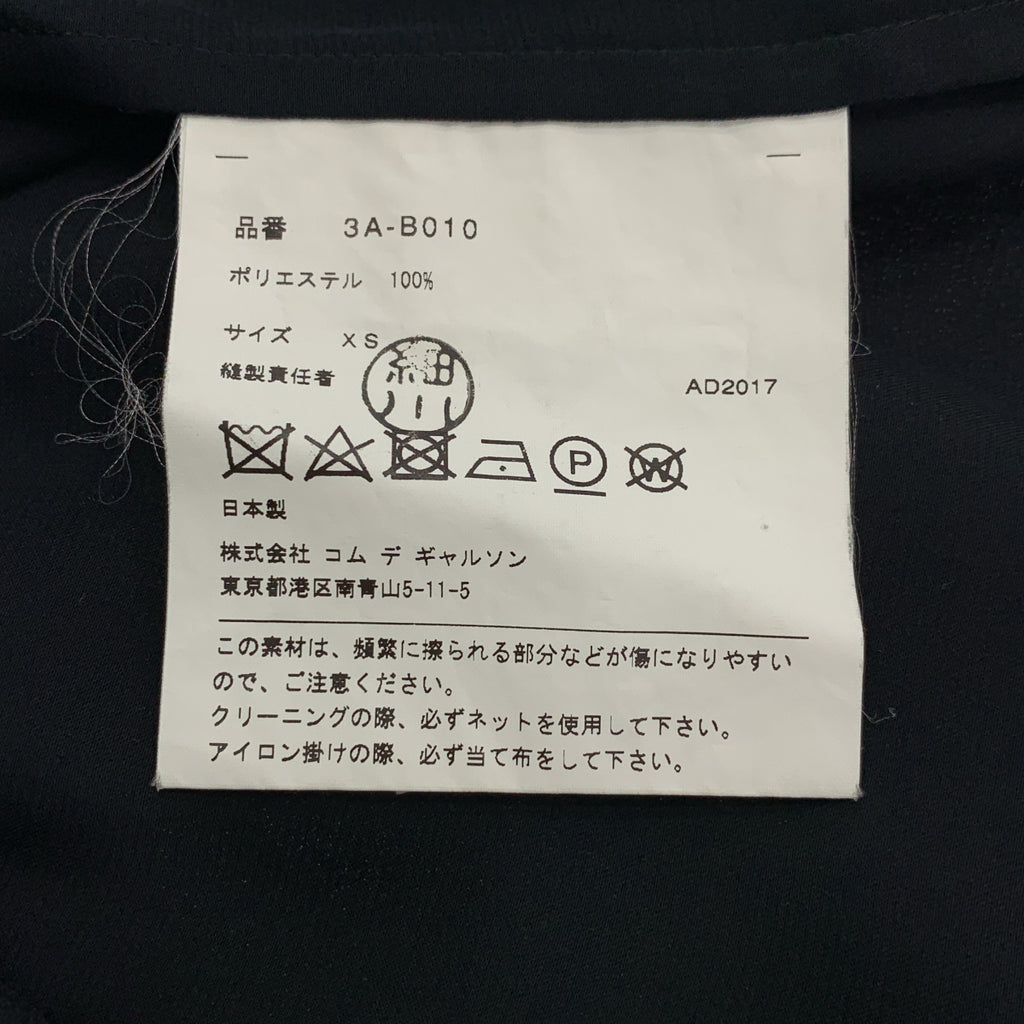 品番 3A-B010
ポリエステル 100%
サイズ XS
縫製責任者 細川
AD2017
P W
日本製
株式会社 コム デ ギャルソン
東京都港区南青山5-11-5
この素材は、頻繁に擦られる部分などが傷になりやすい
ので、ご注意ください。
クリーニングの際、必ずネットを使用して下さい。
アイロン掛けの際、必ず当て布をして下さい。